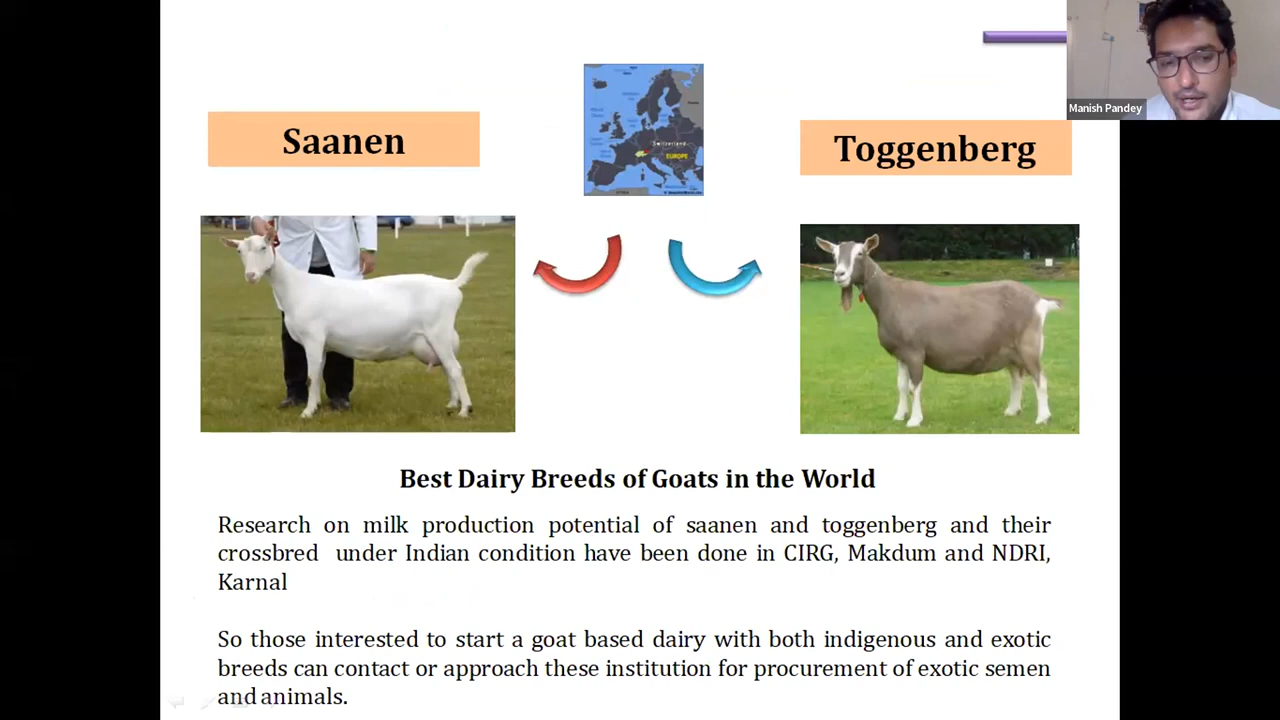 Manish Pandey
Saanen
Toggenberg
Switzerland
EUROPE
Best Dairy Breeds of Goats in the World
Research on milk production potential of saanen and toggenberg and their
crossbred under Indian condition have been done in CIRG, Makdum and NDRI,
Karnal
So those interested to start a goat based dairy with both indigenous and exotic
breeds can contact or approach these institution for procurement of exotic semen
and animals.